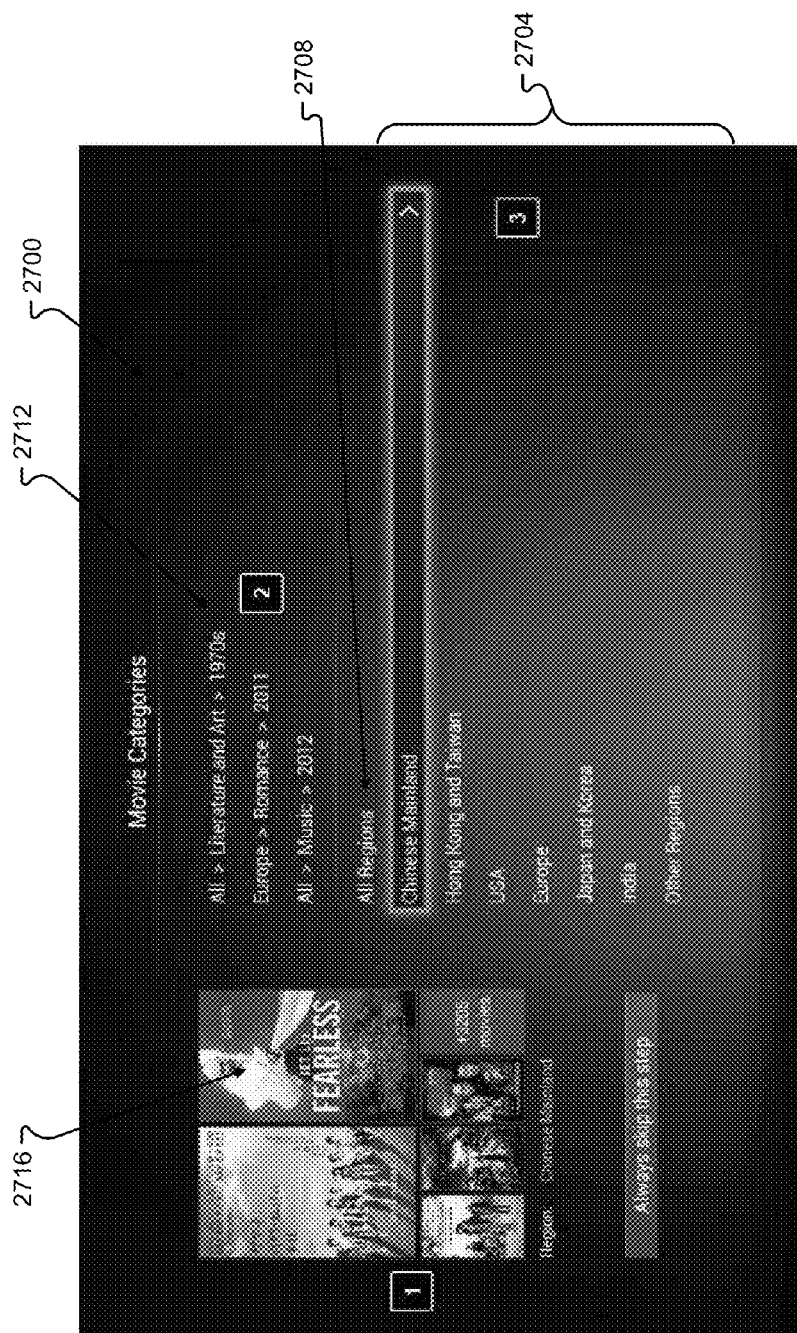 2700
2712
2708
2704
2716
Movie Categories
All > Literature and Art > 1970s
2
Europe > Romance > 2011
All > Music > 2012
All Regions
Chinese Mainland >
3
Hong Kong and Taiwan
USA
Europe
Japan and Korea
India
Other Regions
FEARLESS
1
movies
Region: Chinese Mainland
Always skip this step